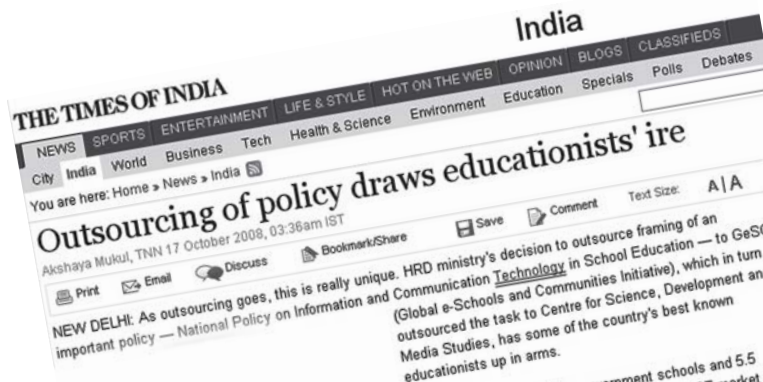 India
THE TIMES OF INDIA
NEWS SPORTS ENTERTAINMENT LIFE & STYLE HOT ON THE WEB OPINION BLOGS CLASSIFIEDS
City India World Business Tech Health & Science Environment Education Specials Polls Debates
You are here: Home » News » India
Outsourcing of policy draws educationists' ire
Akshaya Mukul, TNN 17 October 2008, 03:36am IST
Print Email Discuss Bookmark/Share Save Comment Text Size: A | A
NEW DELHI: As outsourcing goes, this is really unique. HRD ministry's decision to outsource framing of an
important policy — National Policy on Information and Communication Technology in School Education — to GeSC
(Global e-Schools and Communities Initiative), which in turn
outsourced the task to Centre for Science, Development an
Media Studies, has some of the country's best known
educationists up in arms.
schools and 5.5
market